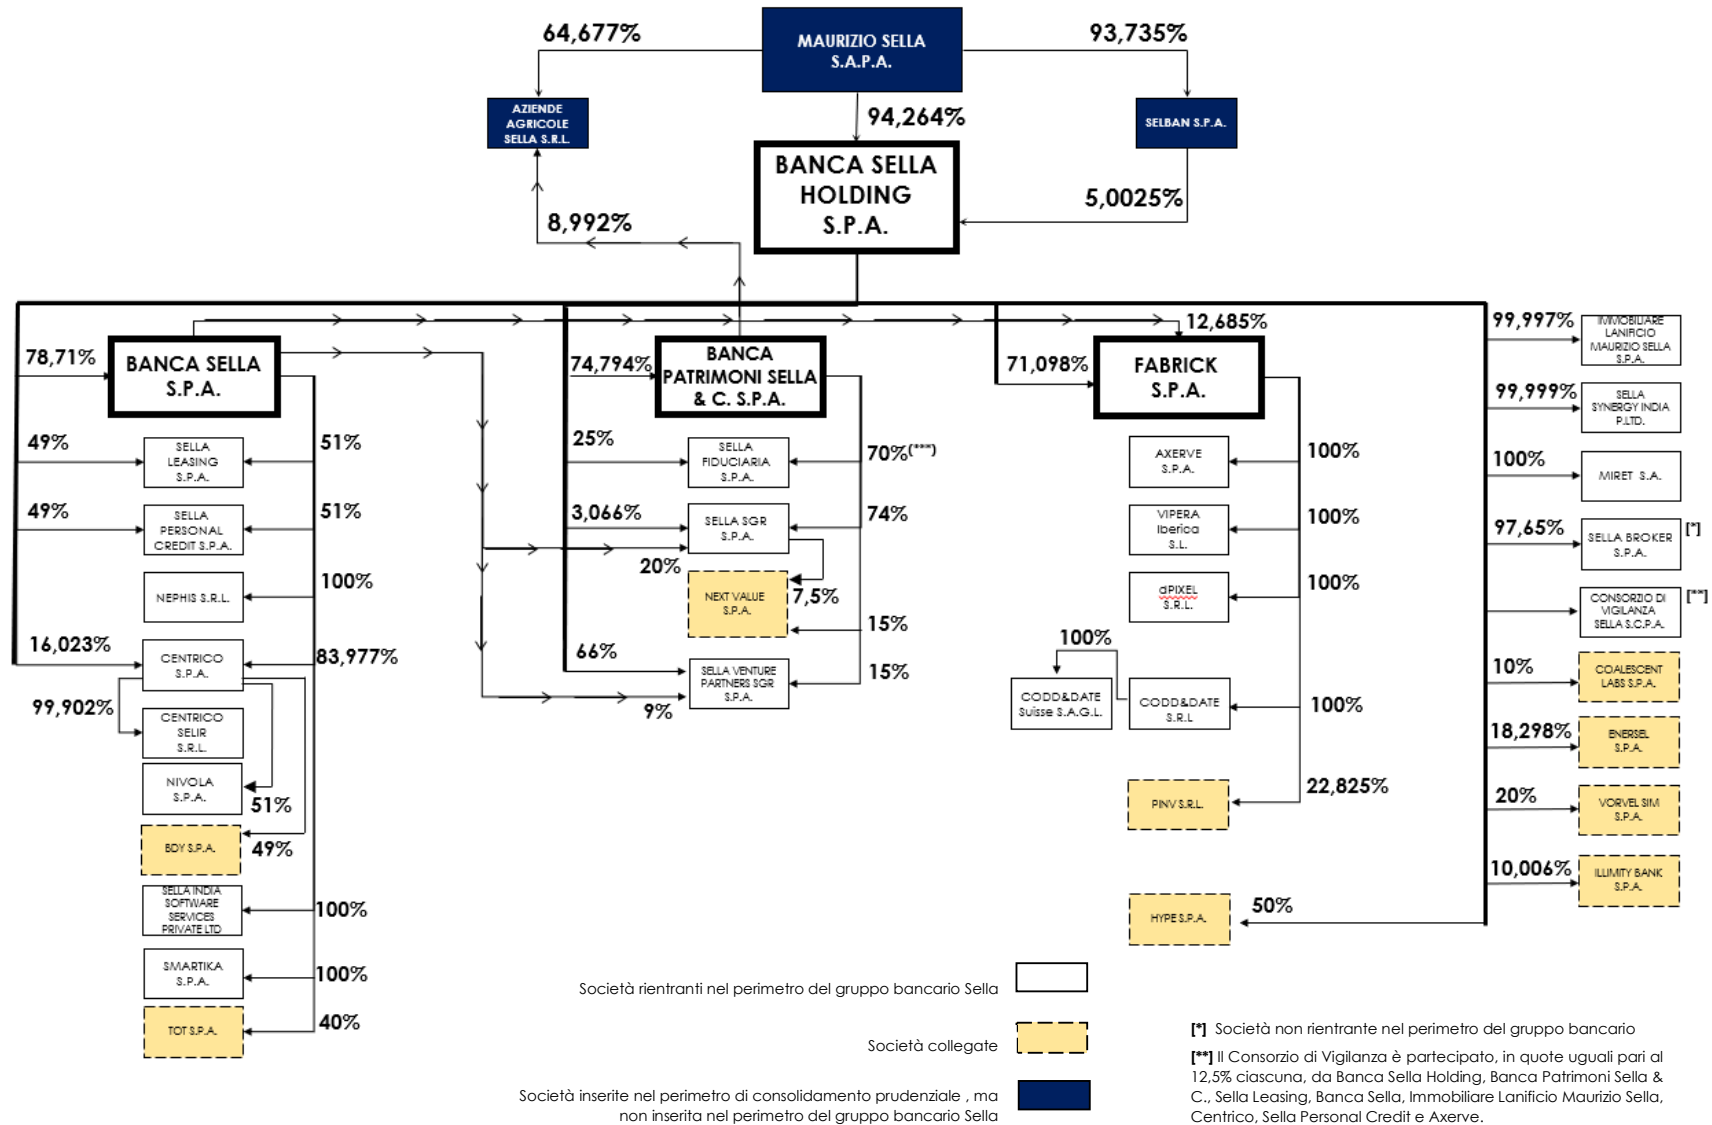 64,677%
MAURIZIO SELLA
S.A.P.A.
93,735%
AZIENDE
AGRICOLE
SELLA S.R.L.
94,264%
SELBAN S.P.A.
BANCA SELLA
HOLDING
S.P.A.
5,0025%
8,992%
78,71%
BANCA SELLA
S.P.A.
74,794%
BANCA
PATRIMONI SELLA
& C. S.P.A.
12,685%
71,098%
FABRICK
S.P.A.
99,997%
IMMOBILIARE
LANIFICIO
MAURIZIO SELLA
S.P.A.
99,999%
SELLA
SYNERGY INDIA
P.LTD.
100%
MIRET S.A.
97,65%
SELLA BROKER
S.P.A.
[*]
CONSORZIO DI
VIGILANZA
SELLA S.C.P.A.
[**]
10%
COALESCENT
LABS S.P.A.
18,298%
ENERSEL
S.P.A.
20%
VORVEL SIM
S.P.A.
10,006%
ILLIMITY BANK
S.P.A.
49%
SELLA
LEASING
S.P.A.
51%
49%
SELLA
PERSONAL
CREDIT S.P.A.
51%
NEPHIS S.R.L.
100%
16,023%
CENTRICO
S.P.A.
83,977%
99,902%
CENTRICO
SELIR
S.R.L.
NIVOLA
S.P.A.
51%
BDY S.P.A.
49%
SELLA INDIA
SOFTWARE
SERVICES
PRIVATE LTD
100%
SMARTIKA
S.P.A.
100%
TOT S.P.A.
40%
25%
SELLA
FIDUCIARIA
S.P.A.
70%(***)
3,066%
SELLA SGR
S.P.A.
74%
20%
NEXT VALUE
S.P.A.
7,5%
15%
66%
SELLA VENTURE
PARTNERS SGR
S.P.A.
15%
9%
AXERVE
S.P.A.
100%
VIPERA
Iberica
S.L.
100%
dPIXEL
S.R.L.
100%
100%
CODD&DATE
Suisse S.A.G.L.
CODD&DATE
S.R.L
100%
PINV S.R.L.
22,825%
HYPE S.P.A.
50%
Società rientranti nel perimetro del gruppo bancario Sella
Società collegate
Società inserite nel perimetro di consolidamento prudenziale , ma
non inserita nel perimetro del gruppo bancario Sella
[*] Società non rientrante nel perimetro del gruppo bancario
[**] Il Consorzio di Vigilanza è partecipato, in quote uguali pari al
12,5% ciascuna, da Banca Sella Holding, Banca Patrimoni Sella &
C., Sella Leasing, Banca Sella, Immobiliare Lanificio Maurizio Sella,
Centrico, Sella Personal Credit e Axerve.